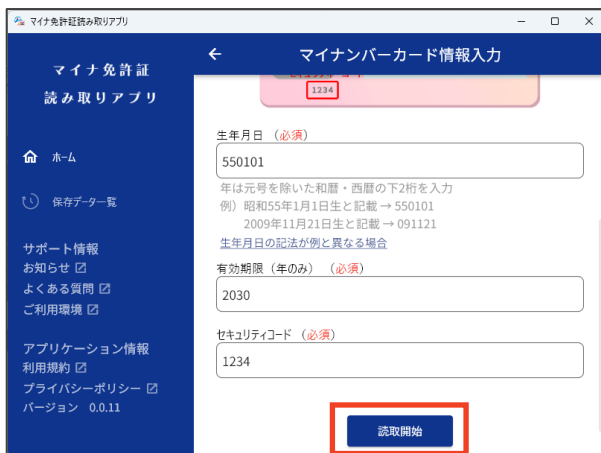 マイナ免許証読み取りアプリ
マイナ免許証
読み取りアプリ
ホーム
保存データ一覧
サポート情報
お知らせ
よくある質問
ご利用環境
アプリケーション情報
利用規約
プライバシーポリシー
バージョン 0.0.11
マイナンバーカード情報入力
1234
生年月日 （必須）
550101
年は元号を除いた和暦・西暦の下2桁を入力
例）昭和55年1月1日生と記載 → 550101
2009年11月21日生と記載 → 091121
生年月日の記法が例と異なる場合
有効期限（年のみ） （必須）
2030
セキュリティコード （必須）
1234
読取開始